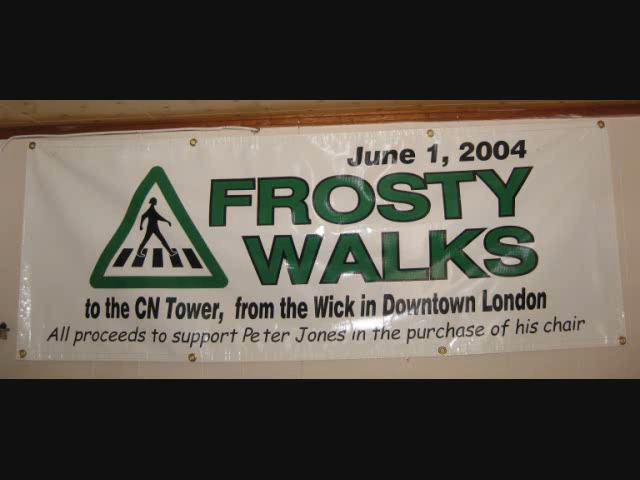 June 1, 2004
FROSTY
WALKS
to the CN Tower, from the Wick in Downtown London
All proceeds to support Peter Jones in the purchase of his chair